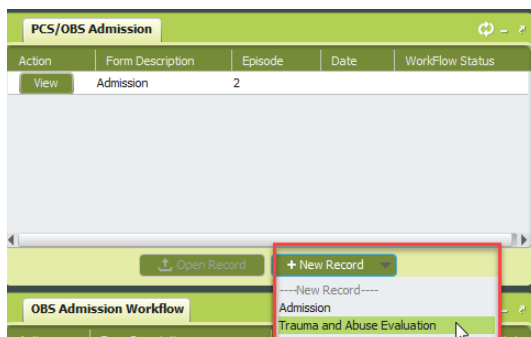 PCS/OBS Admission
Action Form Description Episode Date WorkFlow Status
View Admission 2
Open Record + New Record
----New Record----
Admission
OBS Admission Workflow
Trauma and Abuse Evaluation